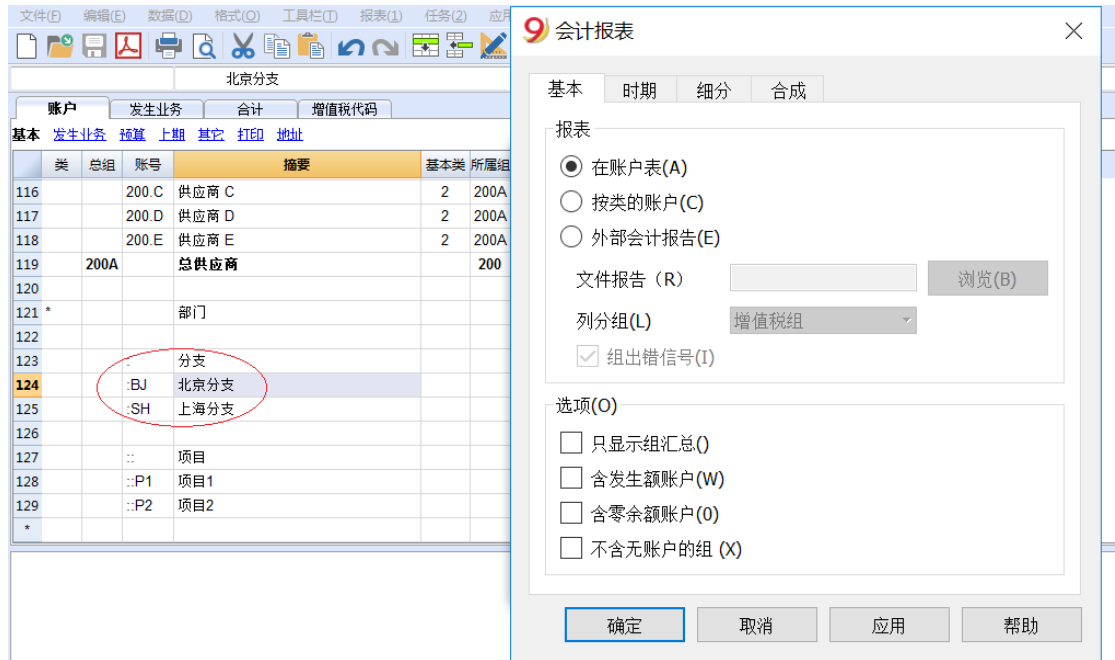 文件(F) 编辑(E) 数据(D) 格式(O) 工具栏(T) 报表(1) 任务(2) 应用
北京分支
账户 发生业务 合计 增值税代码
基本 发生业务 预算 上期 其它 打印 地址
类 总组 账号 摘要 基本类 所属组
116 200.C 供应商 C 2 200A
117 200.D 供应商 D 2 200A
118 200.E 供应商 E 2 200A
119 200A 总供应商 200
120
121 * 部门
122
123 : 分支
124 :BJ 北京分支
125 :SH 上海分支
126
127 :: 项目
128 ::P1 项目1
129 ::P2 项目2
*
9 会计报表
基本 时期 细分 合成
报表
在账户表(A)
按类的账户(C)
外部会计报告(E)
文件报告（R） 浏览(B)
列分组(L) 增值税组
组出错信号(I)
选项(O)
只显示组汇总()
含发生额账户(W)
含零余额账户(0)
不含无账户的组 (X)
确定 取消 应用 帮助